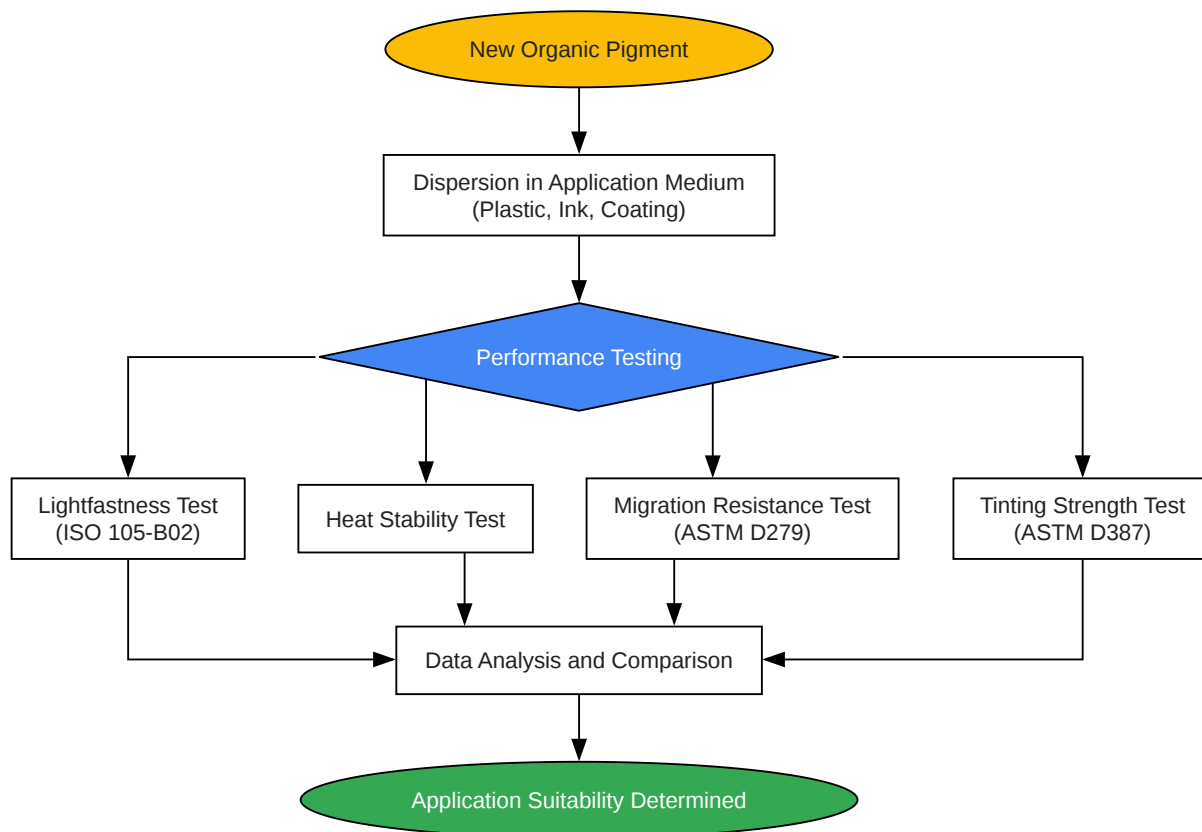 New Organic Pigment
Dispersion in Application Medium
(Plastic, Ink, Coating)
Performance Testing
Lightfastness Test
(ISO 105-B02)
Heat Stability Test
Migration Resistance Test
(ASTM D279)
Tinting Strength Test
(ASTM D387)
Data Analysis and Comparison
Application Suitability Determined